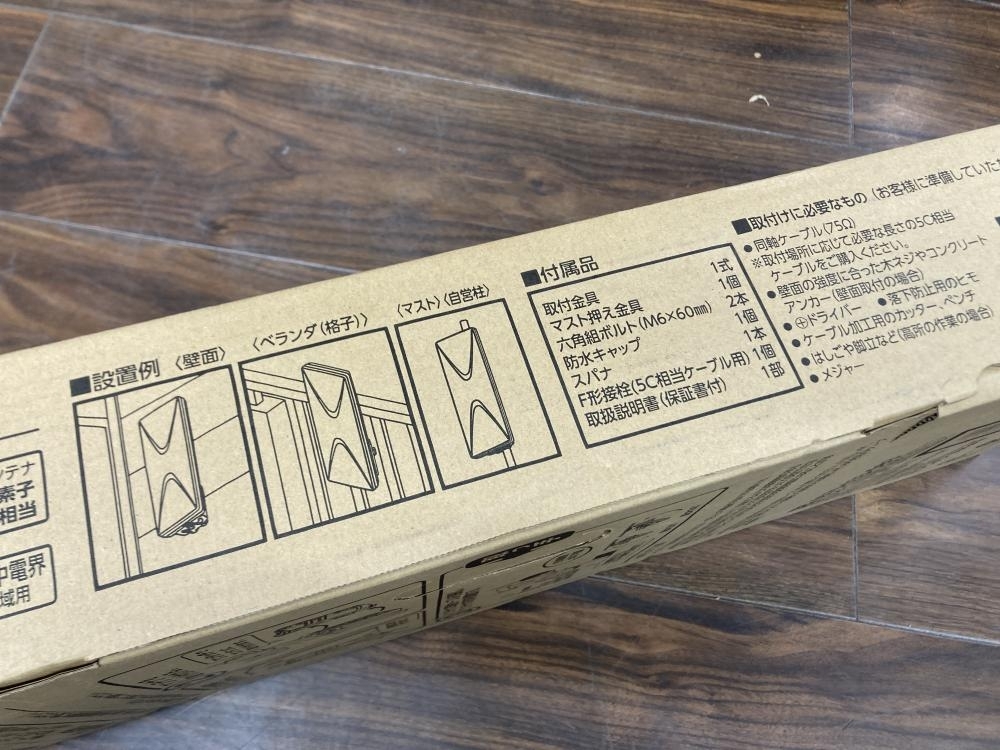 ■設置例 〈壁面〉
〈ベランダ(格子)〉
〈マスト〉〈自営柱〉
ンテナ
素子
相当
中電界
域用
■付属品
取付金具 1式
マスト押え金具 1個
六角組ボルト(M6×60mm) 2本
防水キャップ 1個
スパナ 1本
F形接栓(5C相当ケーブル用) 1個
取扱説明書(保証書付) 1部
■取付けに必要なもの (お客様に準備していた
●同軸ケーブル(75Ω)
※取付場所に応じて必要な長さの5C相当
ケーブルをご購入ください。
●壁面の強度に合った木ネジやコンクリート
アンカー(壁面取付の場合)
●⊕ドライバー ●落下防止用のヒモ
●ケーブル加工用のカッター、ペンチ
●はしごや脚立など(高所の作業の場合)
●メジャー